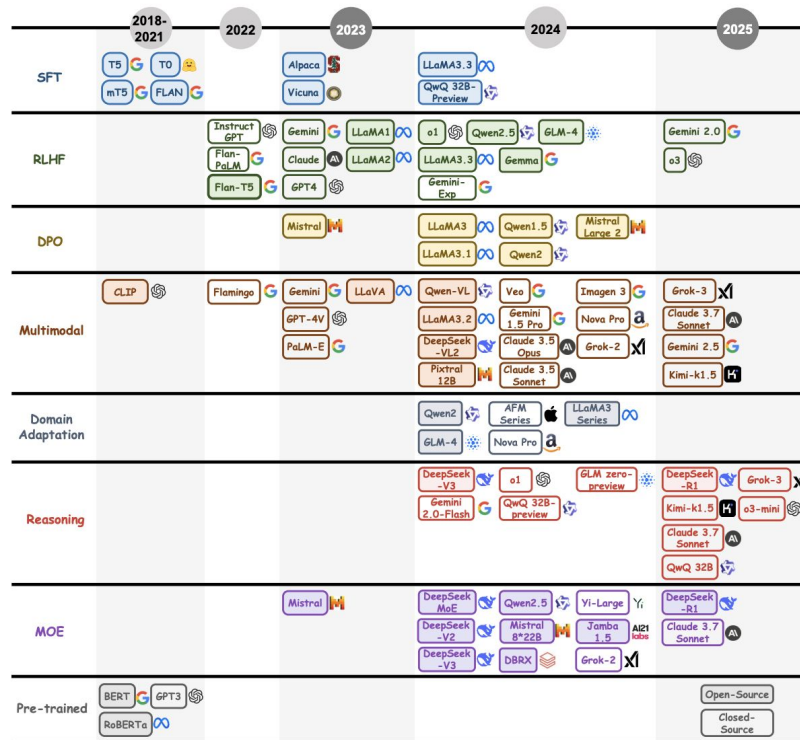 2018-
2021
2022
2023
2024
2025
SFT
T5
T0
mT5
FLAN
Alpaca
Vicuna
LLaMA3.3
QwQ 32B-
Preview
RLHF
Instruct
GPT
Flan-
PaLM
Flan-T5
Gemini
LLaMA1
Claude
LLaMA2
GPT4
o1
Qwen2.5
GLM-4
LLaMA3.3
Gemma
Gemini-
Exp
Gemini 2.0
o3
DPO
Mistral
LLaMA3
Qwen1.5
Mistral
Large 2
LLaMA3.1
Qwen2
Multimodal
CLIP
Flamingo
Gemini
LLaVA
GPT-4V
PaLM-E
Qwen-VL
Veo
Imagen 3
LLaMA3.2
Gemini
1.5 Pro
Nova Pro
DeepSeek
-VL2
Claude 3.5
Opus
Grok-2
Pixtral
12B
Claude 3.5
Sonnet
Grok-3
Claude 3.7
Sonnet
Gemini 2.5
Kimi-k1.5
Domain
Adaptation
Qwen2
AFM
Series
LLaMA3
Series
GLM-4
Nova Pro
Reasoning
DeepSeek
-V3
o1
GLM zero-
preview
Gemini
2.0-Flash
QwQ 32B-
preview
DeepSeek
-R1
Grok-3
Kimi-k1.5
o3-mini
Claude 3.7
Sonnet
QwQ 32B
MOE
Mistral
DeepSeek
MoE
Qwen2.5
Yi-Large
Yi
DeepSeek
-V2
Mistral
8*22B
Jamba
1.5
AI21
labs
DeepSeek
-V3
DBRX
Grok-2
DeepSeek
-R1
Claude 3.7
Sonnet
Pre-trained
BERT
GPT3
RoBERTa
Open-Source
Closed-
Source